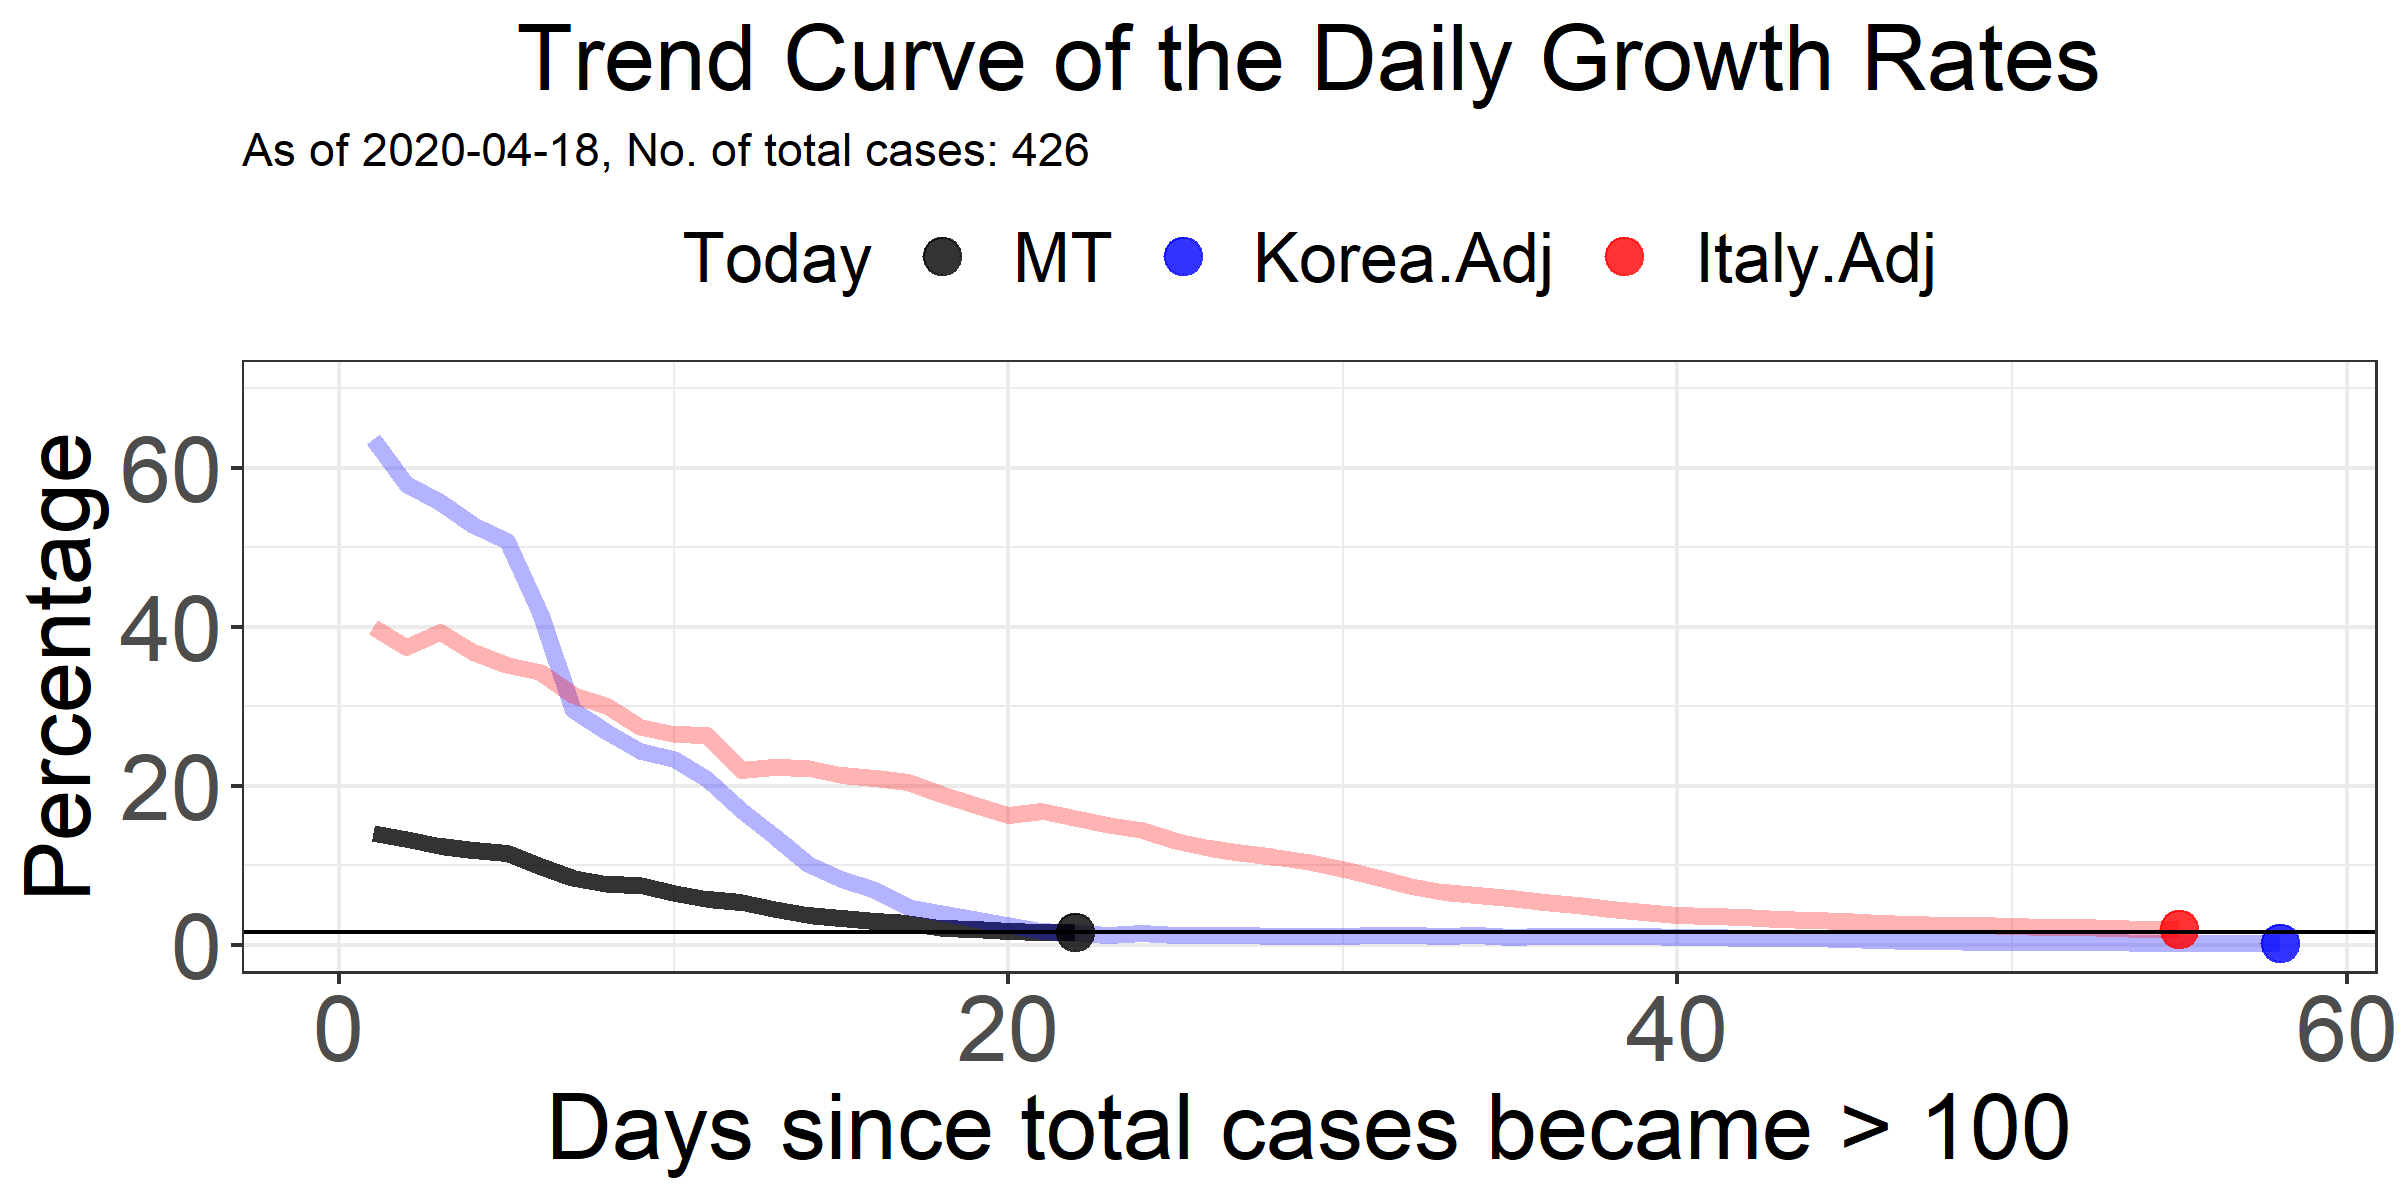 Trend Curve of the Daily Growth Rates
As of 2020-04-18, No. of total cases: 426
Today MT Korea.Adj Italy.Adj
Percentage
60
40
20
0
0 20 40 60
Days since total cases became > 100